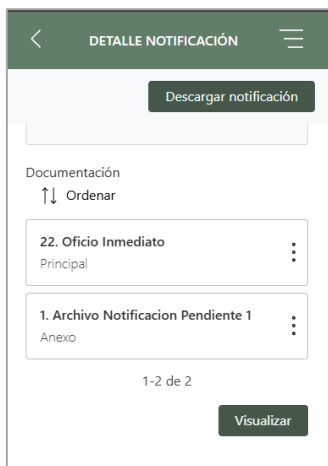 DETALLE NOTIFICACIÓN
Descargar notificación
Documentación
Ordenar
22. Oficio Inmediato
Principal
1. Archivo Notificacion Pendiente 1
Anexo
1-2 de 2
Visualizar